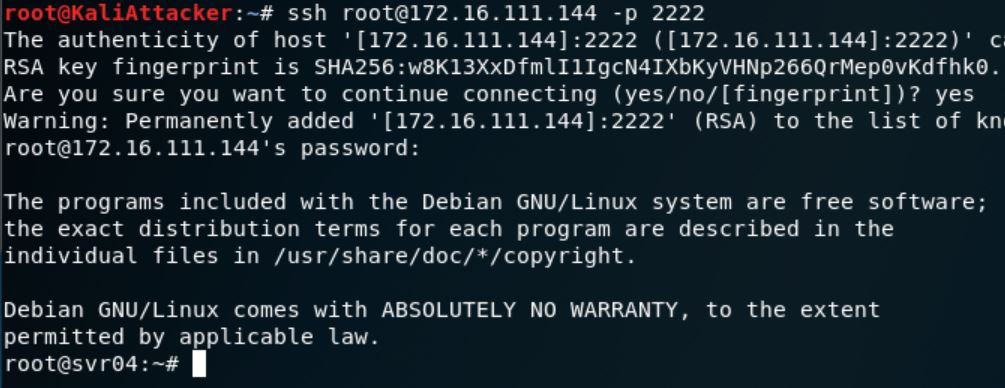 root@KaliAttacker:~# ssh root@172.16.111.144 -p 2222
The authenticity of host '[172.16.111.144]:2222 ([172.16.111.144]:2222)'
RSA key fingerprint is SHA256:w8K13XxDfmlI1IgcN4IXbKyVHNp266QrMep0vKdfhk0.
Are you sure you want to continue connecting (yes/no/[fingerprint])? yes
Warning: Permanently added '[172.16.111.144]:2222' (RSA) to the list of
root@172.16.111.144's password:
The programs included with the Debian GNU/Linux system are free software;
the exact distribution terms for each program are described in the
individual files in /usr/share/doc/*/copyright.
Debian GNU/Linux comes with ABSOLUTELY NO WARRANTY, to the extent
permitted by applicable law.
root@svr04:~#